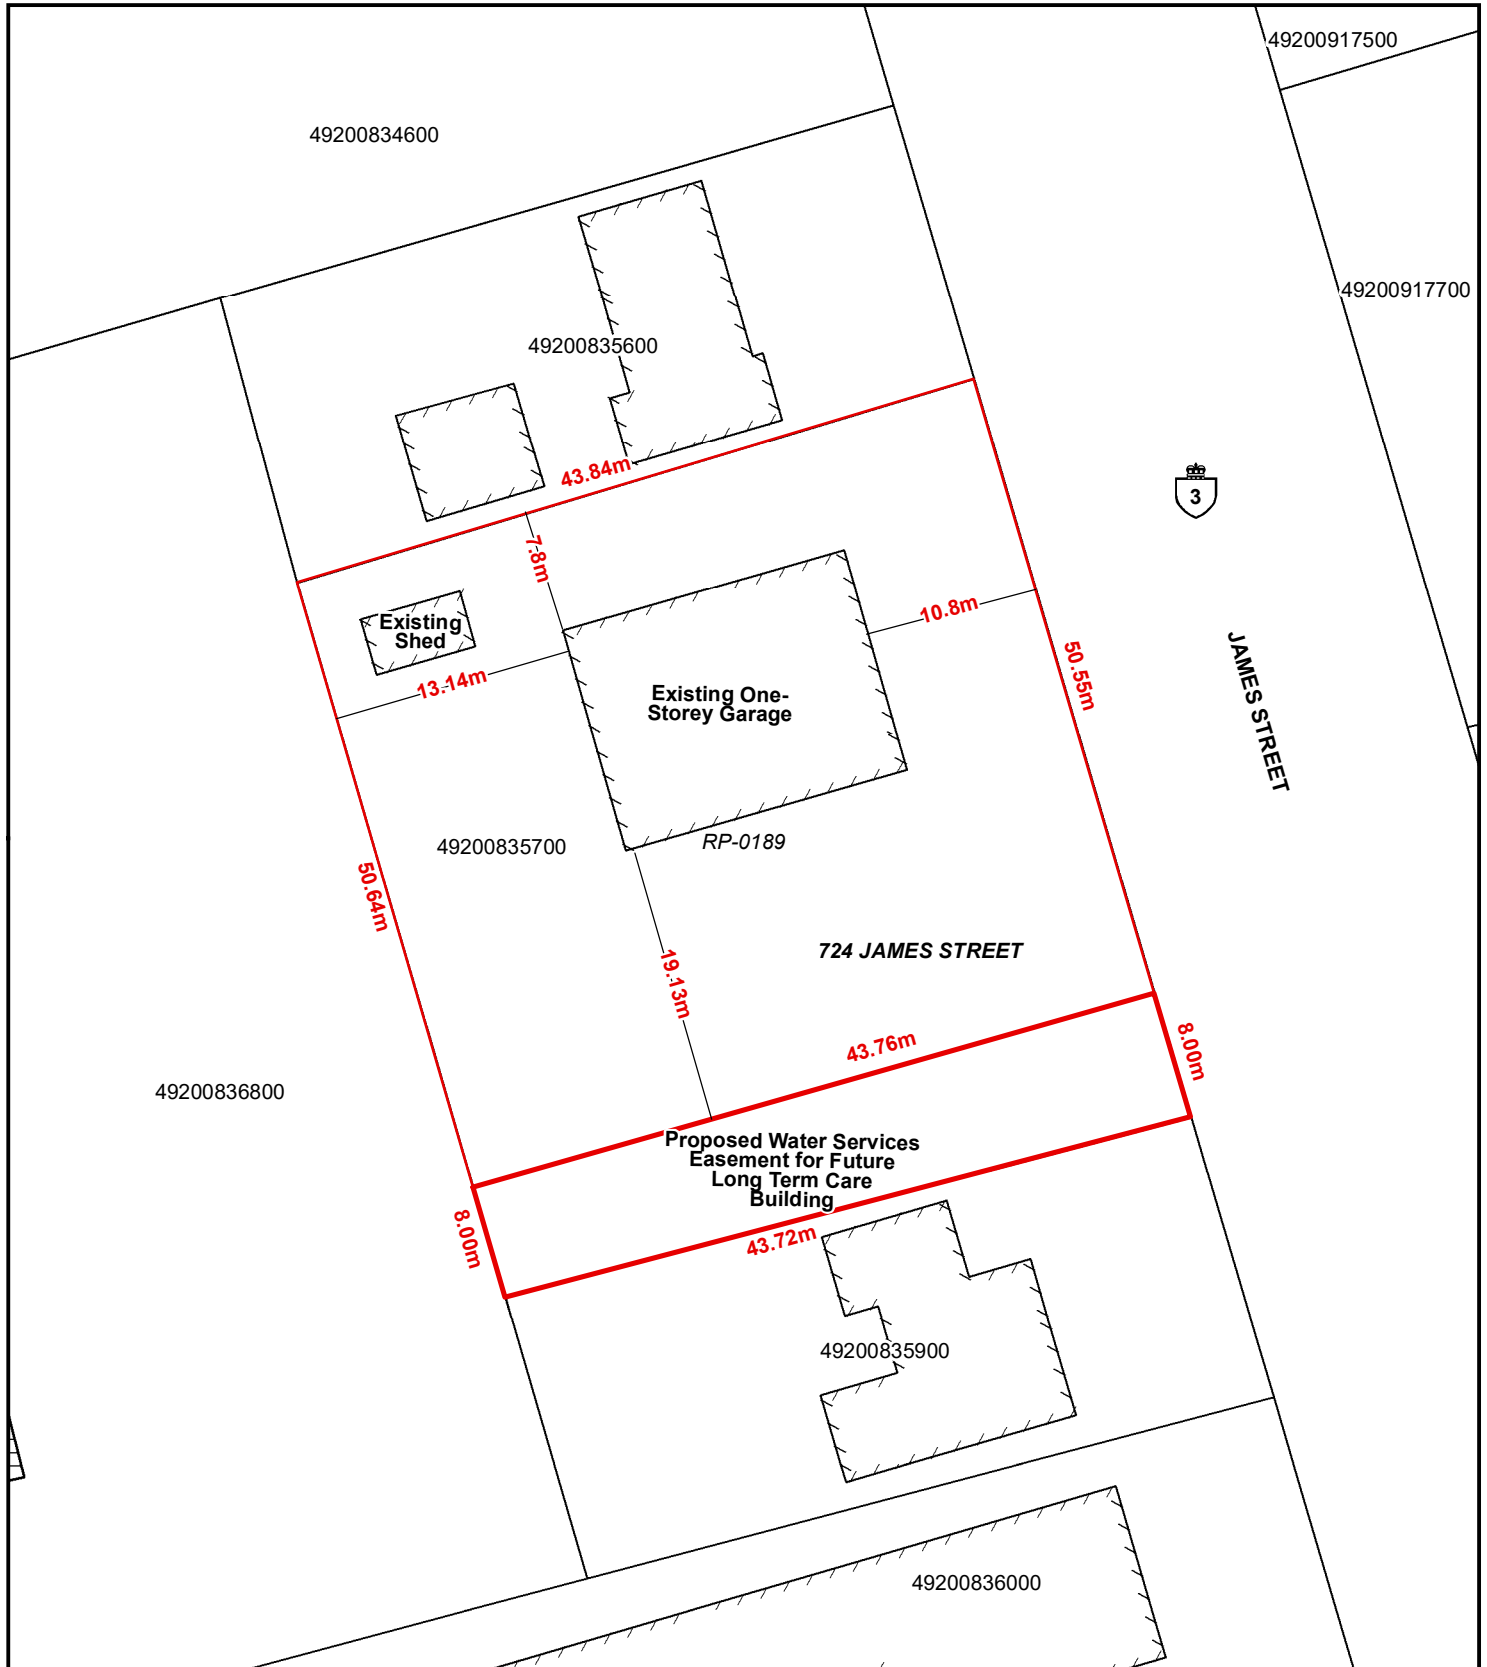 49200917500
49200834600
49200917700
49200835600
43.84m
3
7.8m
10.8m
Existing
Shed
13.14m
50.55m
JAMES STREET
Existing One-
Storey Garage
RP-0189
49200835700
50.64m
724 JAMES STREET
19.13m
43.76m
8.00m
49200836800
Proposed Water Services
Easement for Future
Long Term Care
Building
8.00m
43.72m
49200835900
49200836000